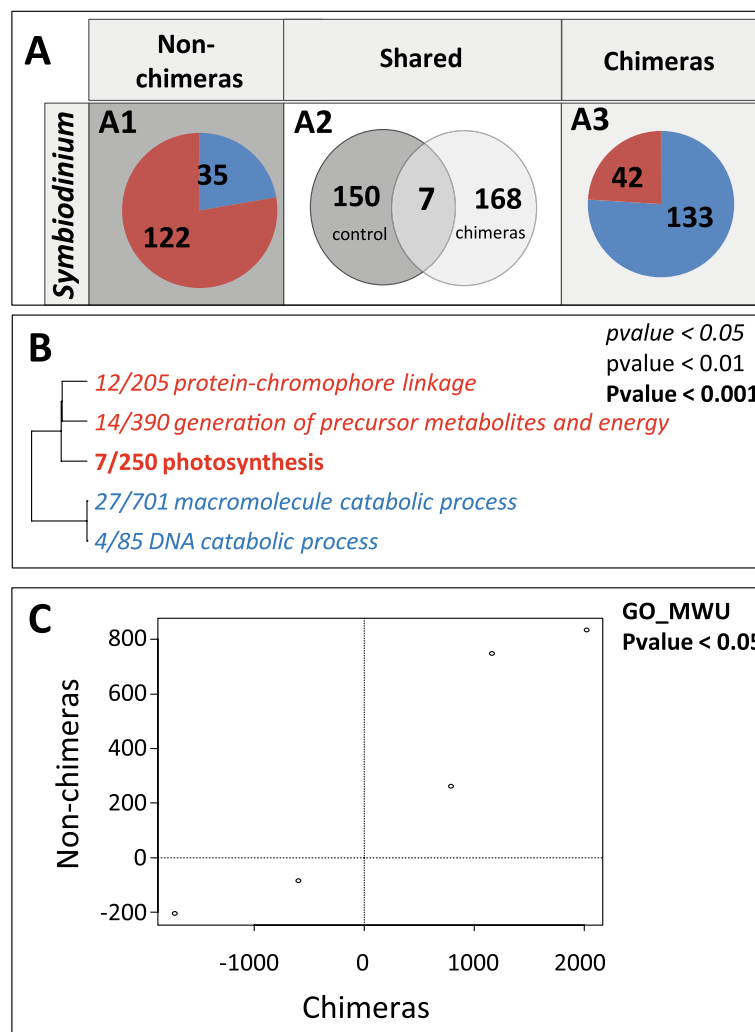 A
Non-
chimeras
Shared
Chimeras
Symbiodinium
A1
35
122
A2
150
control
7
168
chimeras
A3
42
133
B
pvalue < 0.05
pvalue < 0.01
Pvalue < 0.001
12/205 protein-chromophore linkage
14/390 generation of precursor metabolites and energy
7/250 photosynthesis
27/701 macromolecule catabolic process
4/85 DNA catabolic process
C
GO_MWU
Pvalue < 0.05
Non-chimeras
800
600
400
200
0
-200
-1000 0 1000 2000
Chimeras